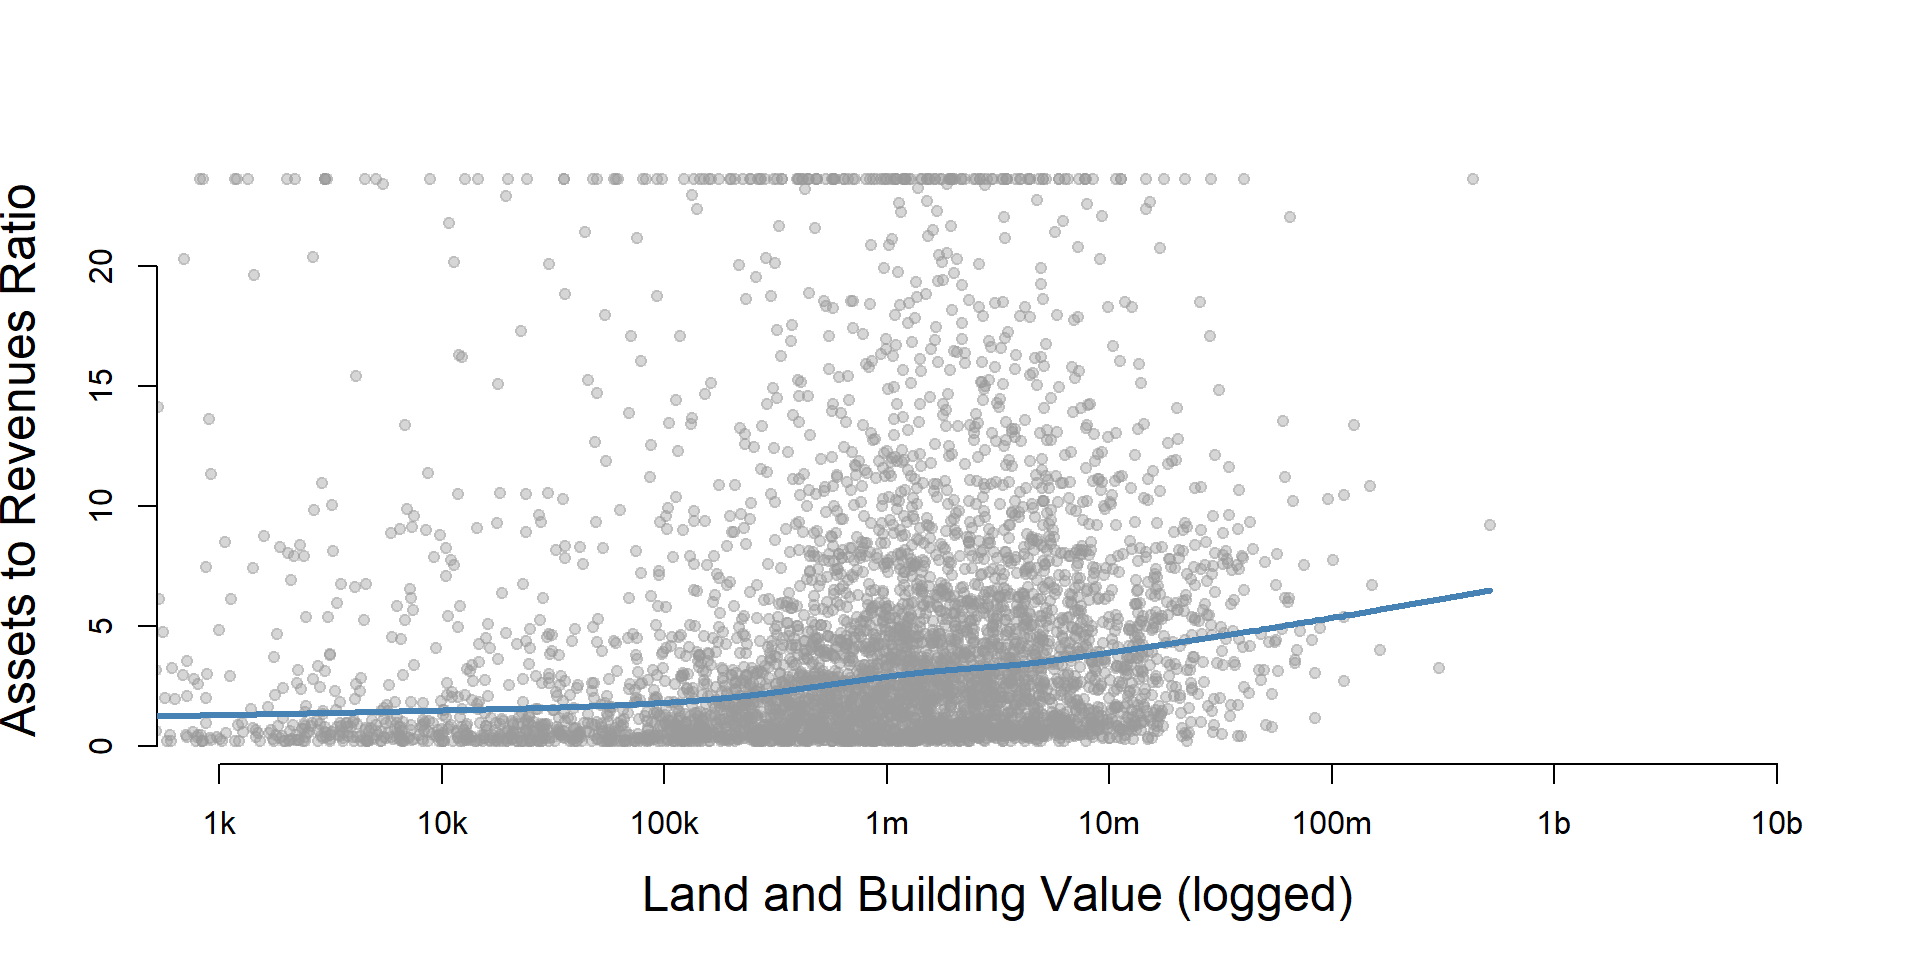 Assets to Revenues Ratio
20
15
10
5
0
1k 10k 100k 1m 10m 100m 1b 10b
Land and Building Value (logged)